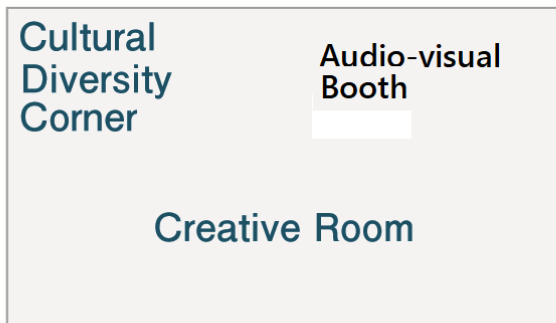 Cultural
Diversity
Corner
Audio-visual
Booth
Creative Room